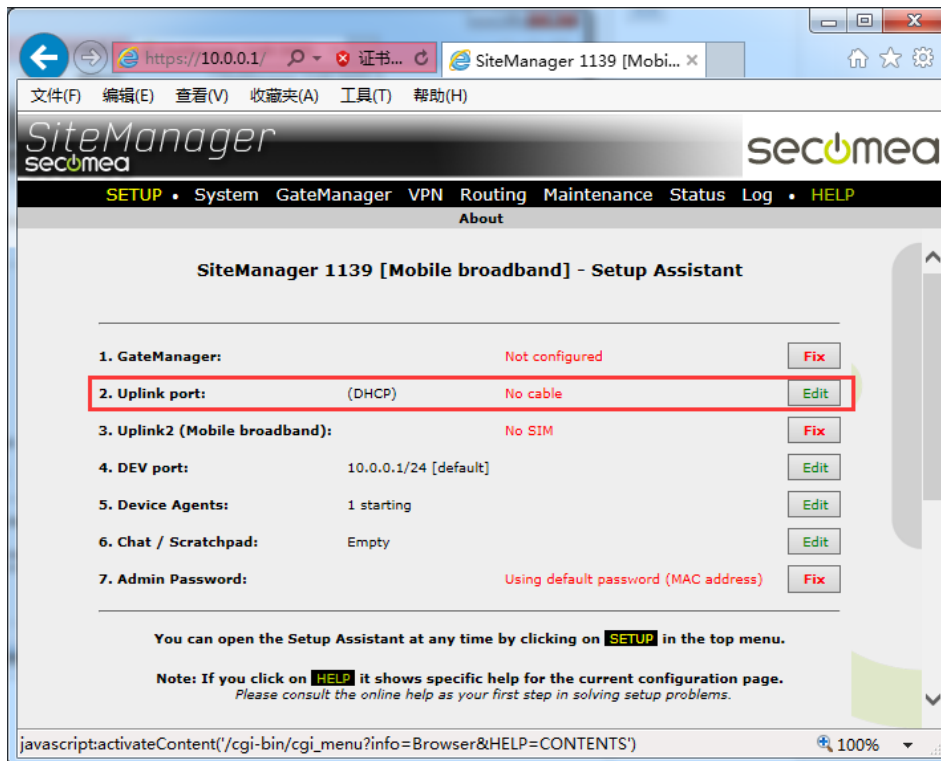 https://10.0.0.1/ 证书... SiteManager 1139 [Mobi...
文件(F) 编辑(E) 查看(V) 收藏夹(A) 工具(T) 帮助(H)
SiteManager
secomea
secomea
SETUP • System GateManager VPN Routing Maintenance Status Log • HELP
About
SiteManager 1139 [Mobile broadband] - Setup Assistant
1. GateManager: Not configured Fix
2. Uplink port: (DHCP) No cable Edit
3. Uplink2 (Mobile broadband): No SIM Fix
4. DEV port: 10.0.0.1/24 [default] Edit
5. Device Agents: 1 starting Edit
6. Chat / Scratchpad: Empty Edit
7. Admin Password: Using default password (MAC address) Fix
You can open the Setup Assistant at any time by clicking on SETUP in the top menu.
Note: If you click on HELP it shows specific help for the current configuration page.
Please consult the online help as your first step in solving setup problems.
javascript:activateContent('/cgi-bin/cgi_menu?info=Browser&HELP=CONTENTS') 100%